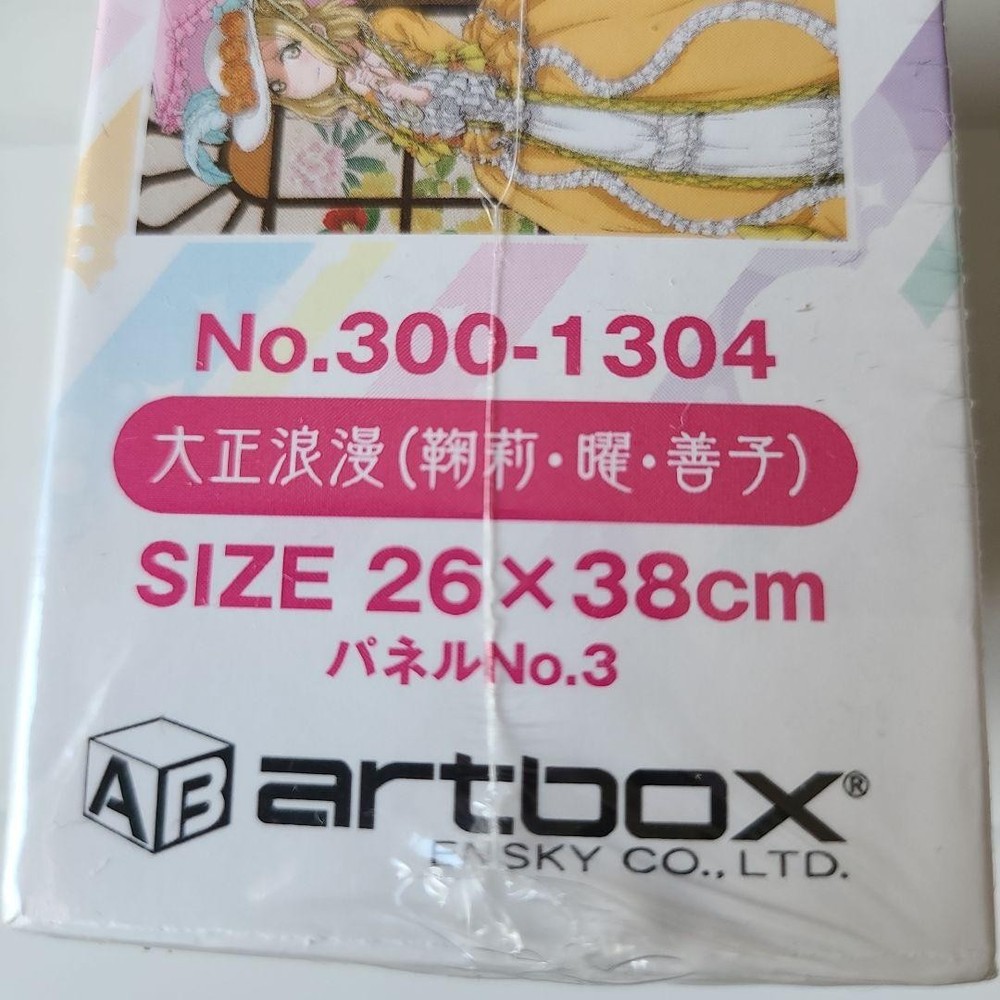 No.300-1304
大正浪漫(鞠莉・曜・善子)
SIZE 26×38cm
パネルNo.3
AB artbox®
ENSKY CO., LTD.